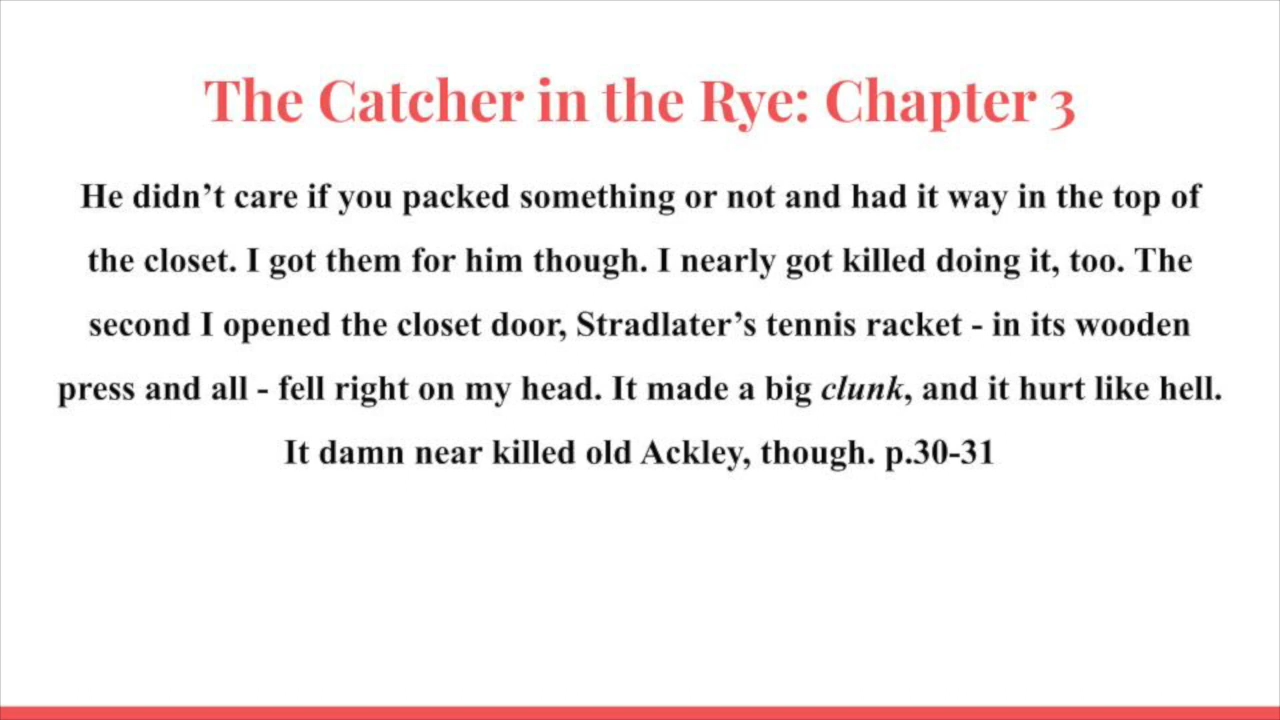 The Catcher in the Rye: Chapter 3
He didn’t care if you packed something or not and had it way in the top of
the closet. I got them for him though. I nearly got killed doing it, too. The
second I opened the closet door, Stradlater’s tennis racket - in its wooden
press and all - fell right on my head. It made a big clunk, and it hurt like hell.
It damn near killed old Ackley, though. p.30-31